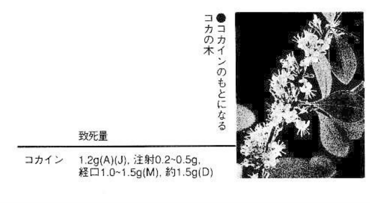 ●コカインのもとになる
コカの木
致死量
コカイン 1.2g(A)(J), 注射0.2~0.5g,
経口1.0~1.5g(M), 約1.5g(D)